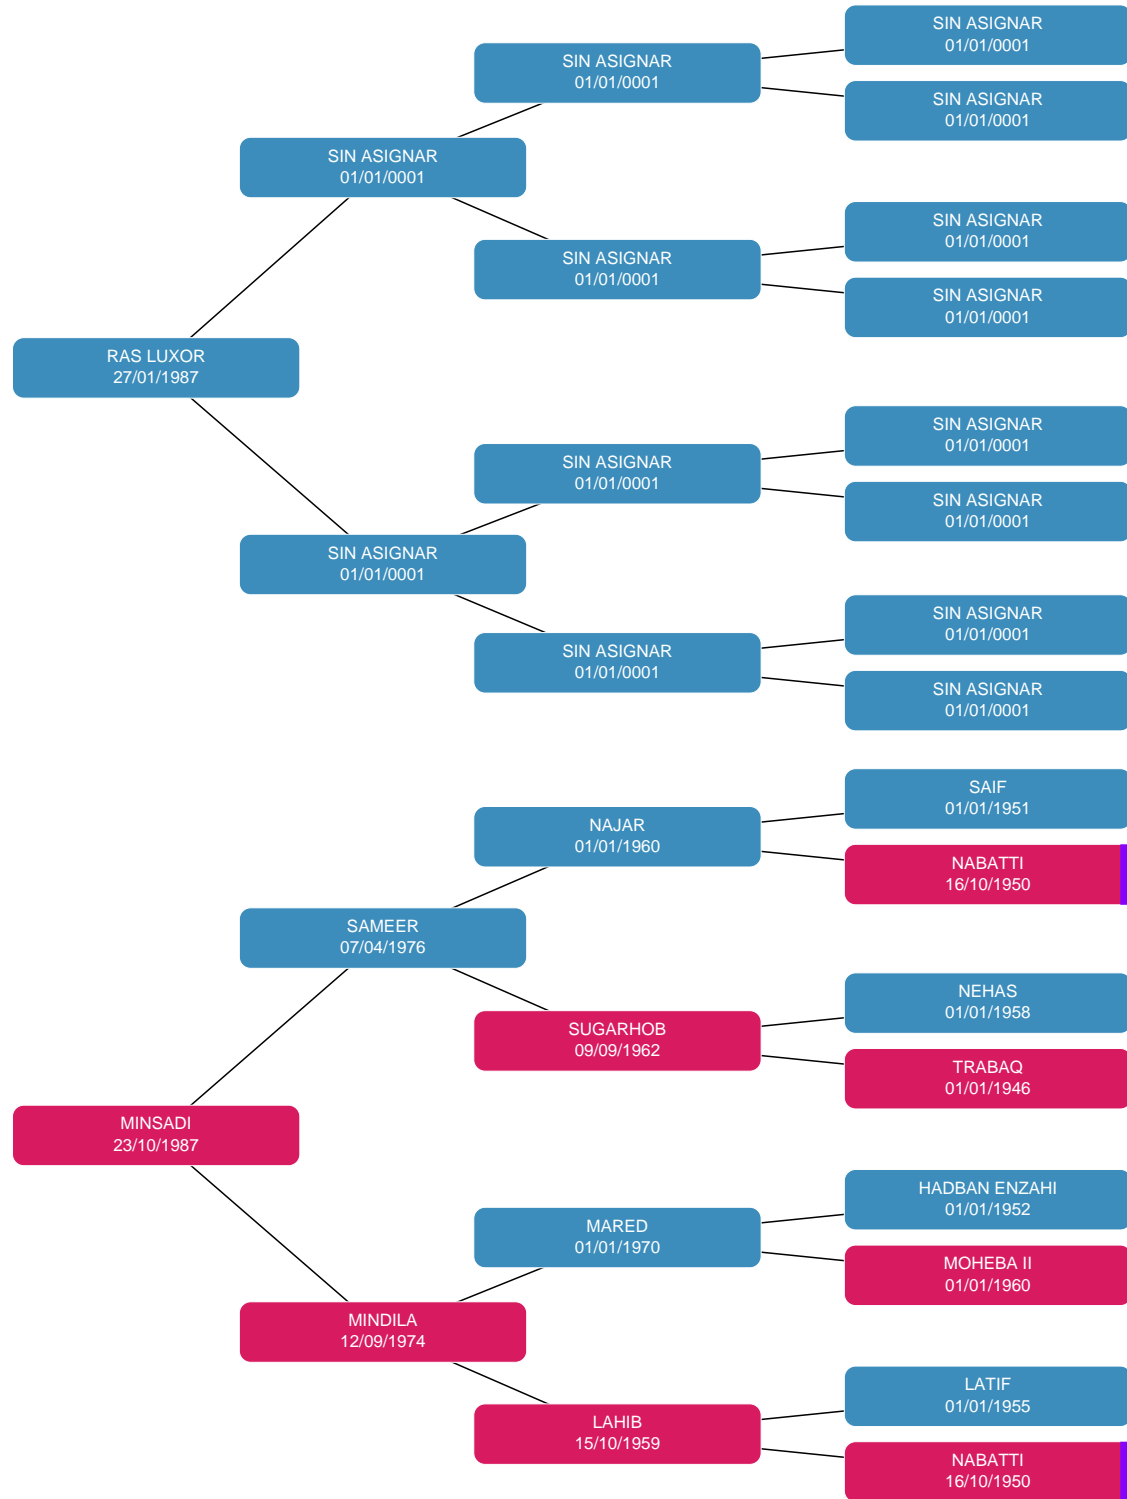 SIN ASIGNAR
01/01/0001
SIN ASIGNAR
01/01/0001
SIN ASIGNAR
01/01/0001
SIN ASIGNAR
01/01/0001
SIN ASIGNAR
01/01/0001
SIN ASIGNAR
01/01/0001
SIN ASIGNAR
01/01/0001
RAS LUXOR
27/01/1987
SIN ASIGNAR
01/01/0001
SIN ASIGNAR
01/01/0001
SIN ASIGNAR
01/01/0001
SIN ASIGNAR
01/01/0001
SIN ASIGNAR
01/01/0001
SIN ASIGNAR
01/01/0001
SIN ASIGNAR
01/01/0001
SAIF
01/01/1951
NAJAR
01/01/1960
NABATTI
16/10/1950
SAMEER
07/04/1976
NEHAS
01/01/1958
SUGARHOB
09/09/1962
TRABAQ
01/01/1946
MINSADI
23/10/1987
HADBAN ENZAHI
01/01/1952
MARED
01/01/1970
MOHEBA II
01/01/1960
MINDILA
12/09/1974
LATIF
01/01/1955
LAHIB
15/10/1959
NABATTI
16/10/1950